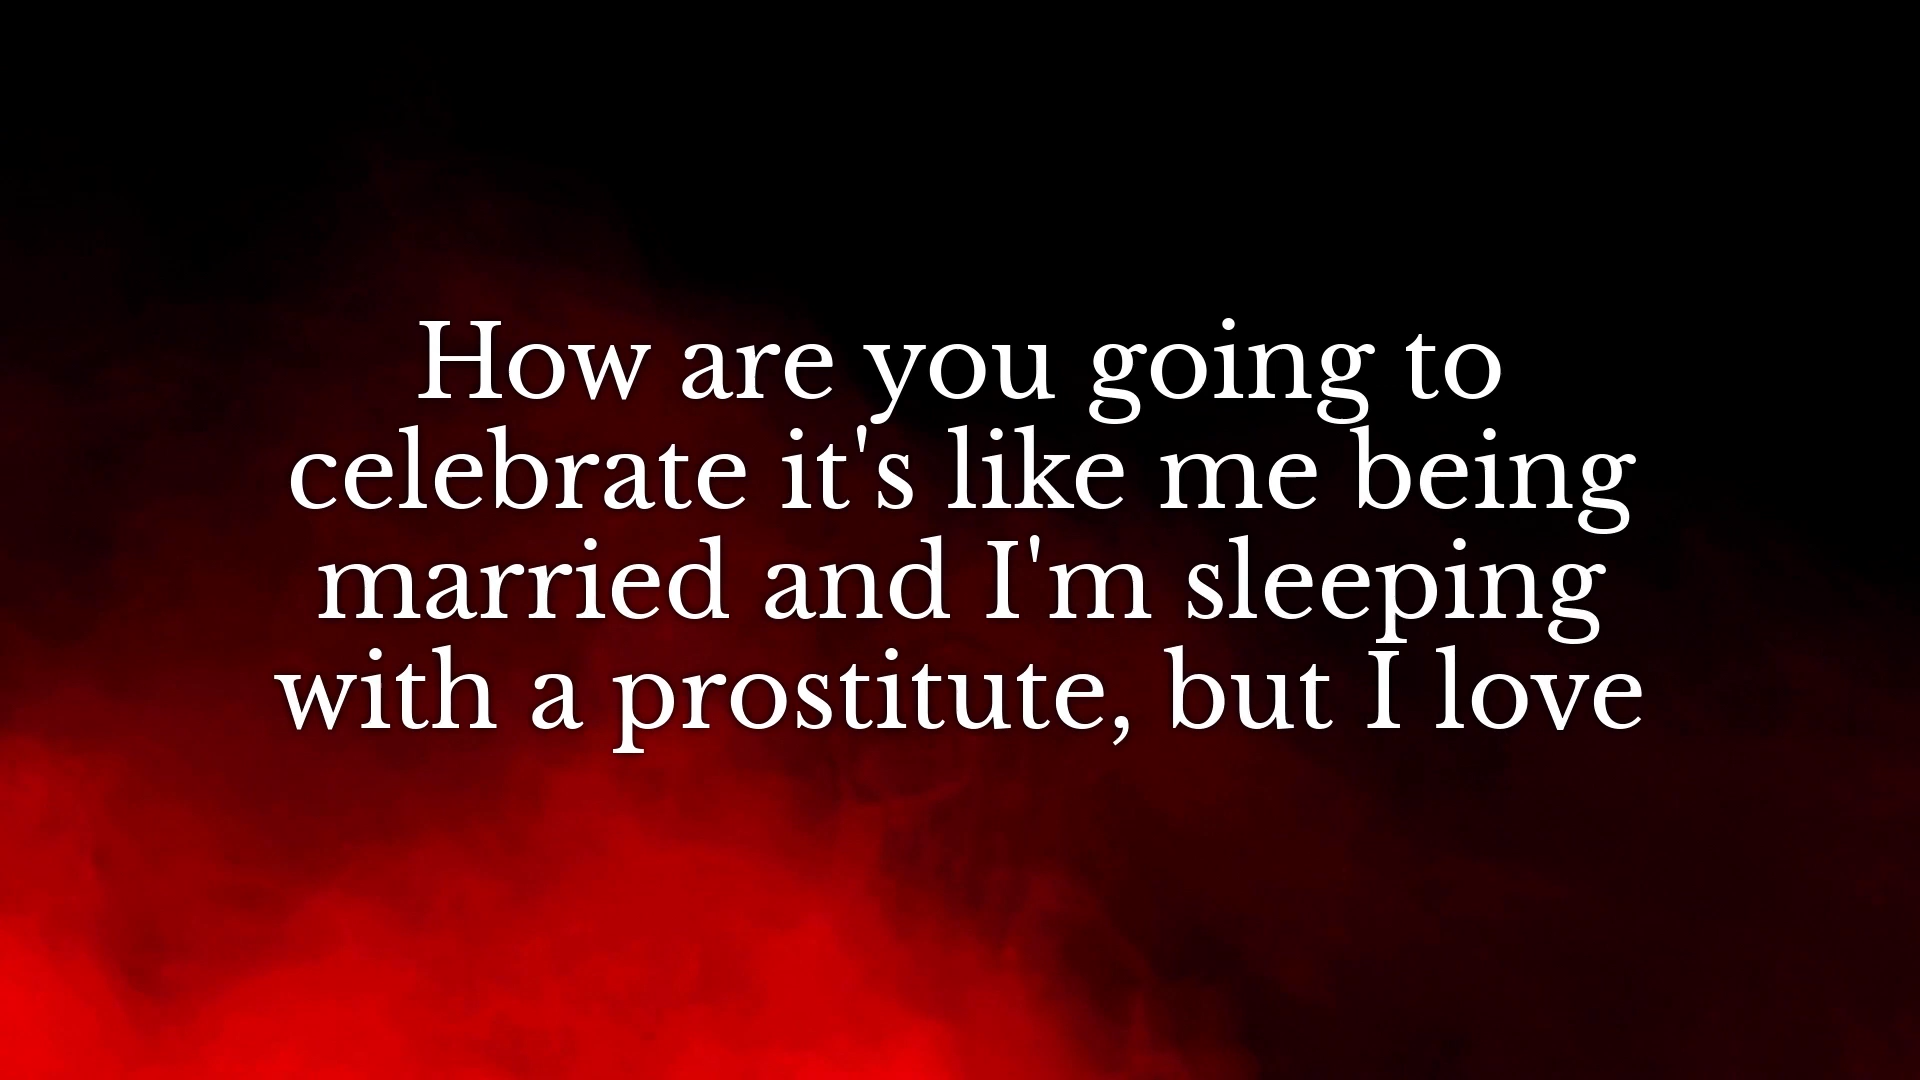 How are you going to
celebrate it's like me being
married and I'm sleeping
with a prostitute, but I love